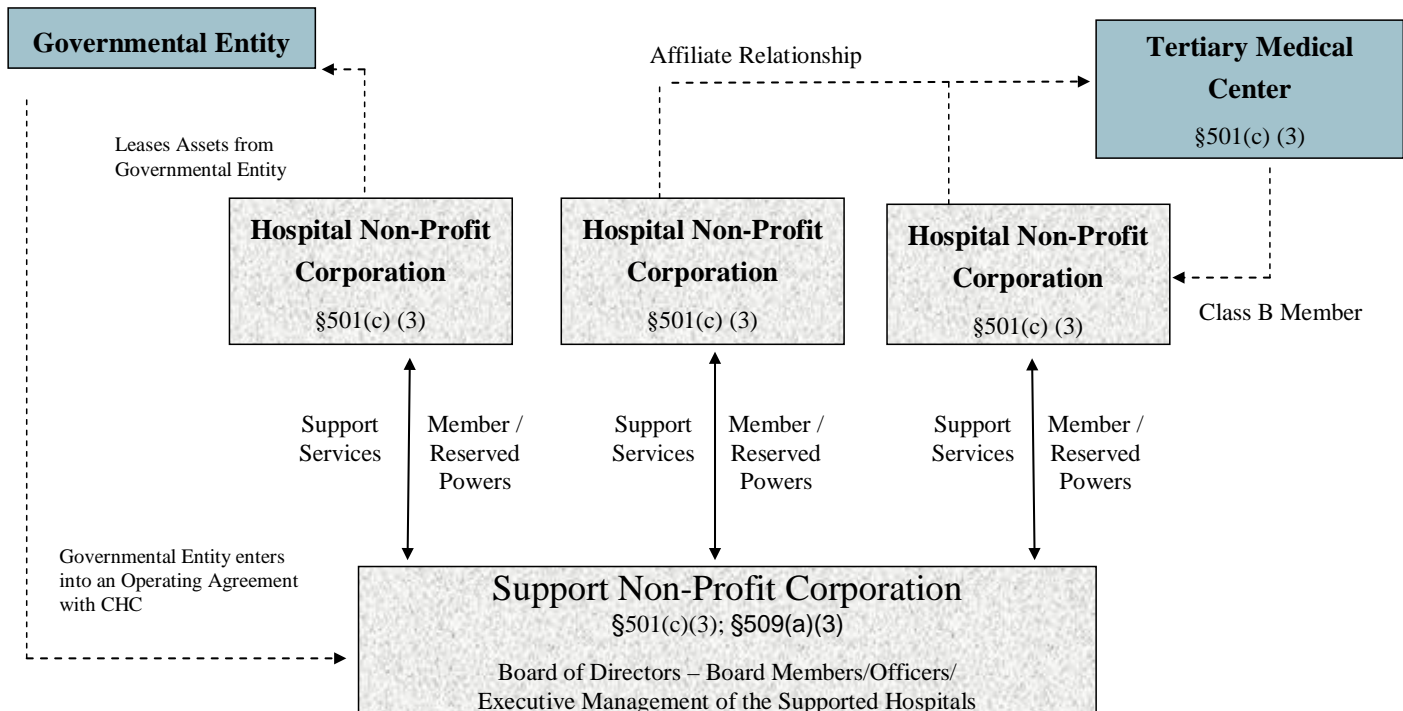 Governmental Entity
Affiliate Relationship
Tertiary Medical
Center
§501(c) (3)
Leases Assets from
Governmental Entity
Hospital Non-Profit
Corporation
§501(c) (3)
Hospital Non-Profit
Corporation
§501(c) (3)
Hospital Non-Profit
Corporation
§501(c) (3)
Class B Member
Support
Services
Member /
Reserved
Powers
Support
Services
Member /
Reserved
Powers
Support
Services
Member /
Reserved
Powers
Governmental Entity enters
into an Operating Agreement
with CHC
Support Non-Profit Corporation
§501(c)(3); §509(a)(3)
Board of Directors – Board Members/Officers/
Executive Management of the Supported Hospitals